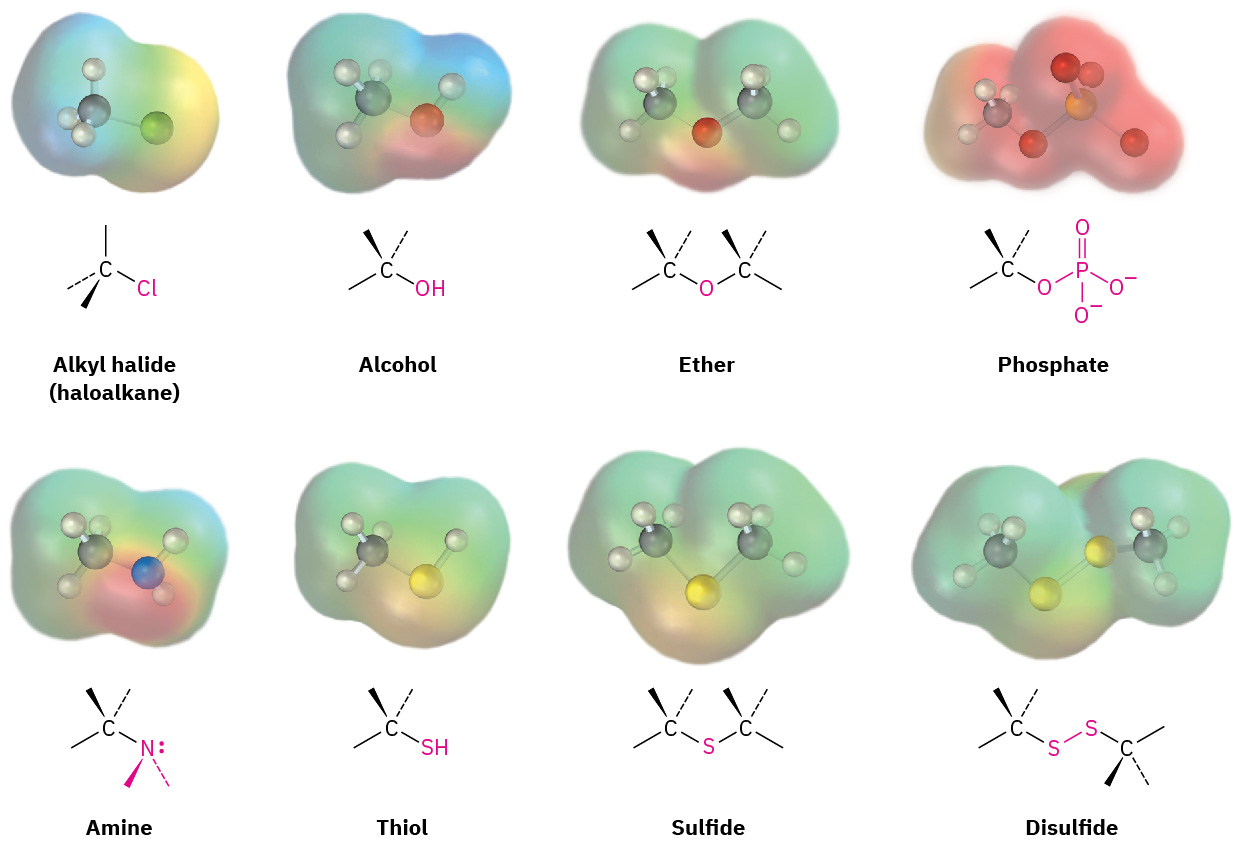 C
Cl
Alkyl halide
(haloalkane)
C
OH
Alcohol
C
C
O
Ether
O
C
P
O
O−
O−
Phosphate
C
N:
Amine
C
SH
Thiol
C
C
S
Sulfide
C
S
S
C
Disulfide